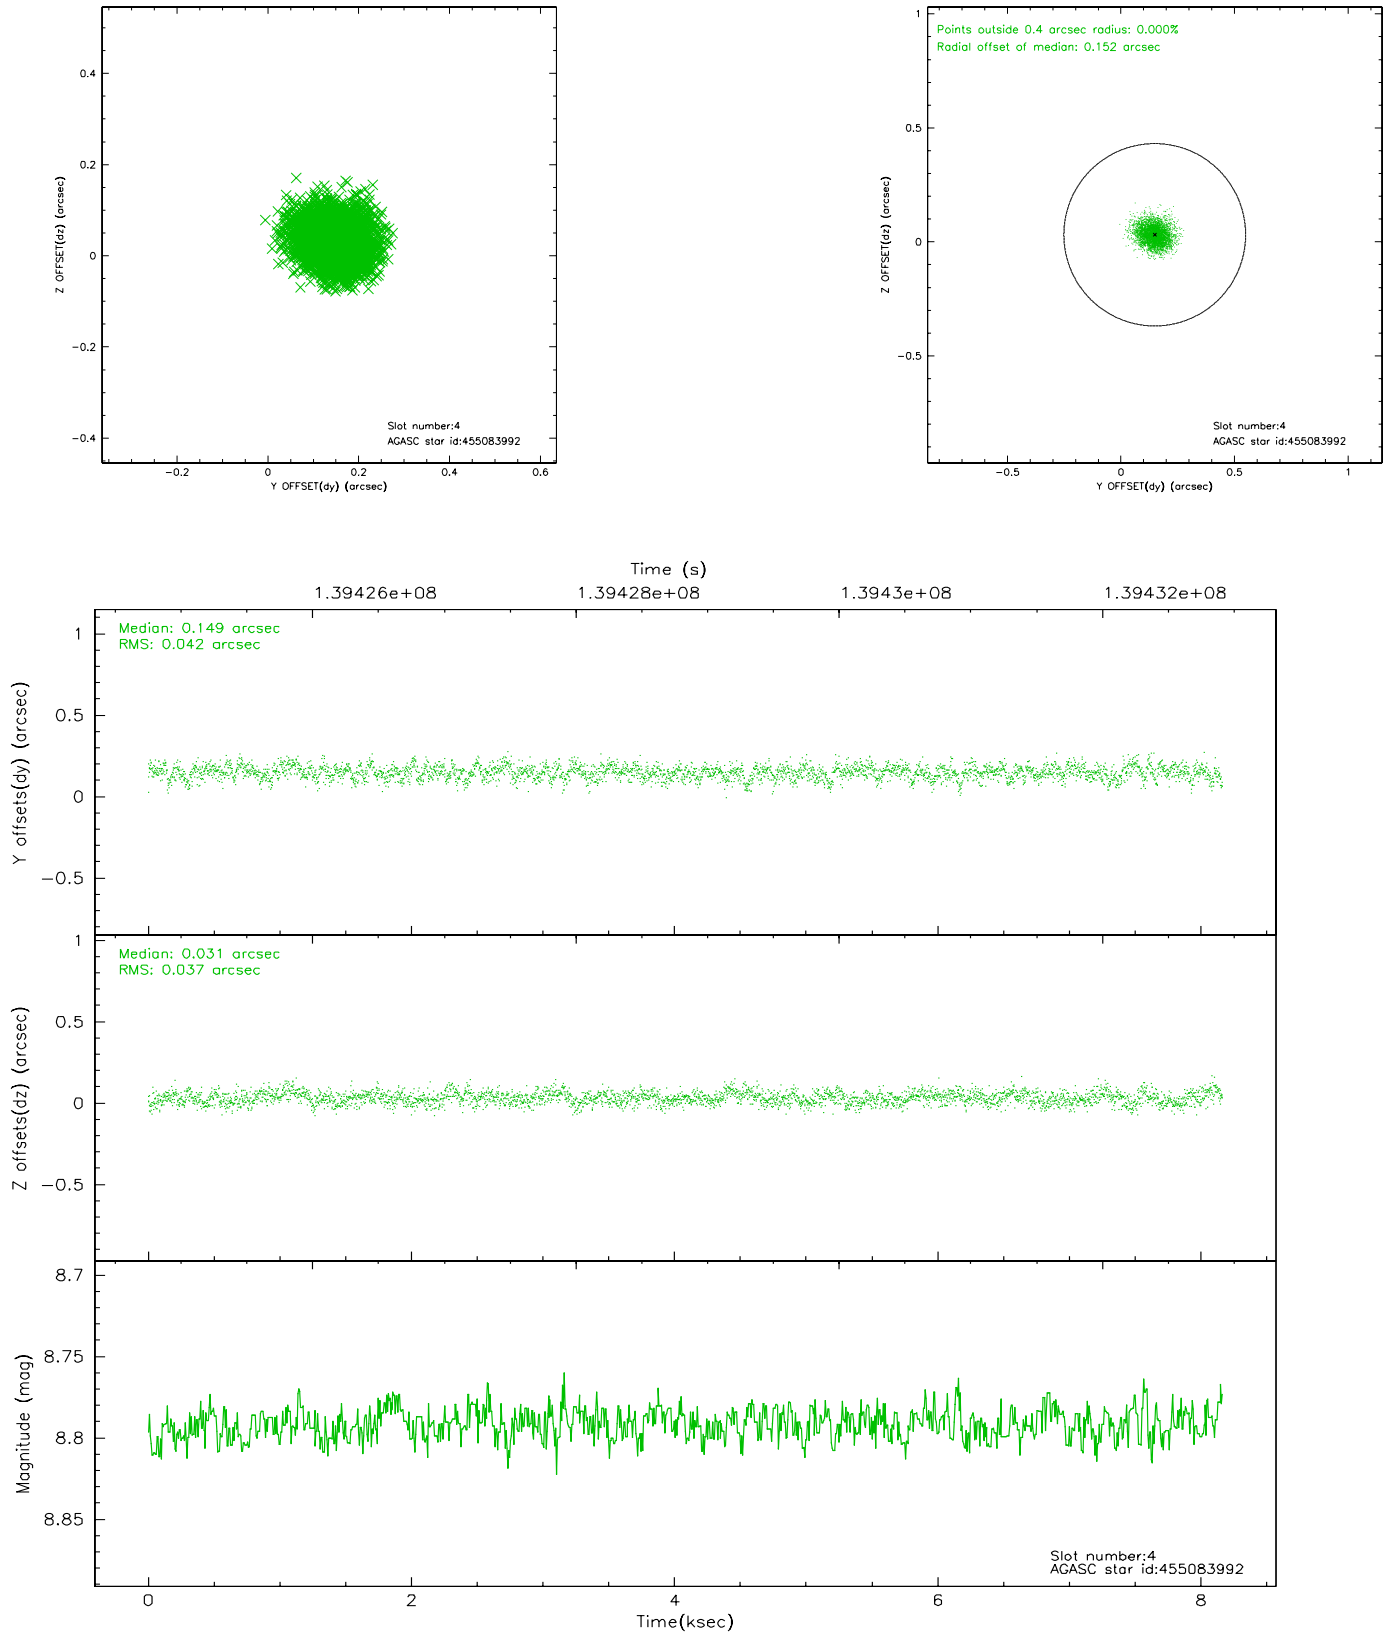 0.4
0.2
0
−0.2
−0.4
Z OFFSET(dz) (arcsec)
Slot number:4
AGASC star id:455083992
−0.2 0 0.2 0.4 0.6
Y OFFSET(dy) (arcsec)
Points outside 0.4 arcsec radius: 0.000%
Radial offset of median: 0.152 arcsec
1
0.5
0
−0.5
Z OFFSET(dz) (arcsec)
Slot number:4
AGASC star id:455083992
−0.5 0 0.5 1
Y OFFSET(dy) (arcsec)
Time (s)
1.39426e+08 1.39428e+08 1.3943e+08 1.39432e+08
Median: 0.149 arcsec
RMS: 0.042 arcsec
1
0.5
0
−0.5
Y offsets(dy) (arcsec)
Median: 0.031 arcsec
RMS: 0.037 arcsec
1
0.5
0
−0.5
Z offsets(dz) (arcsec)
8.7
8.75
8.8
8.85
Magnitude (mag)
Slot number:4
AGASC star id:455083992
0 2 4 6 8
Time(ksec)